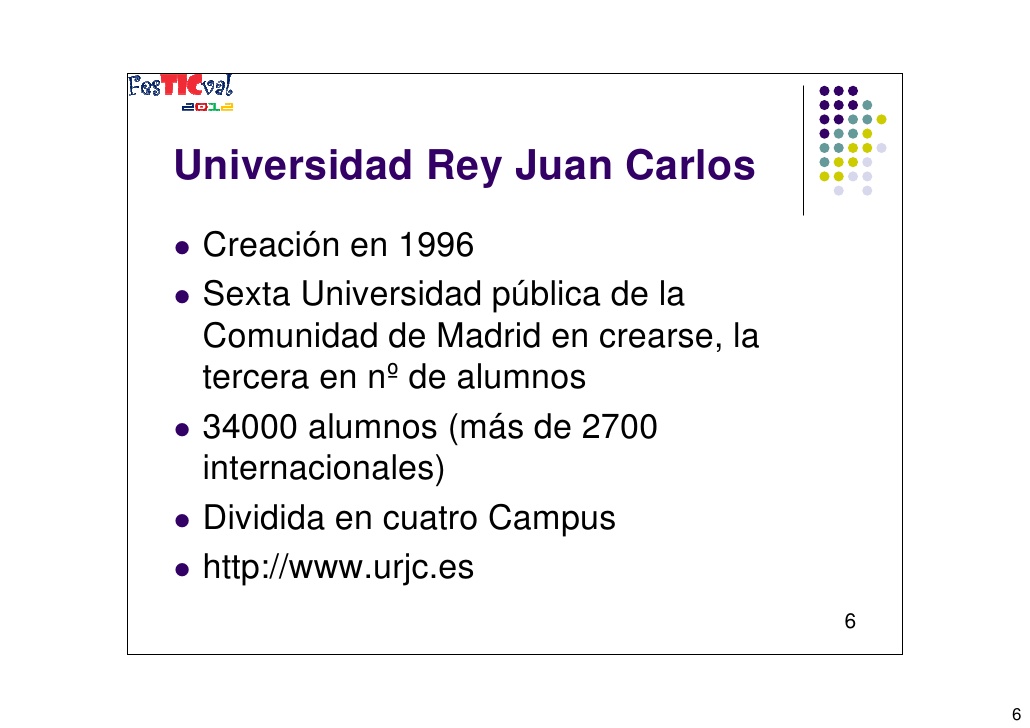 FesTICval
2012
Universidad Rey Juan Carlos
● Creación en 1996
● Sexta Universidad pública de la
Comunidad de Madrid en crearse, la
tercera en nº de alumnos
● 34000 alumnos (más de 2700
internacionales)
● Dividida en cuatro Campus
● http://www.urjc.es
6
6